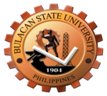 BULACAN STATE UNIVERSITY
1904
PHILIPPINES